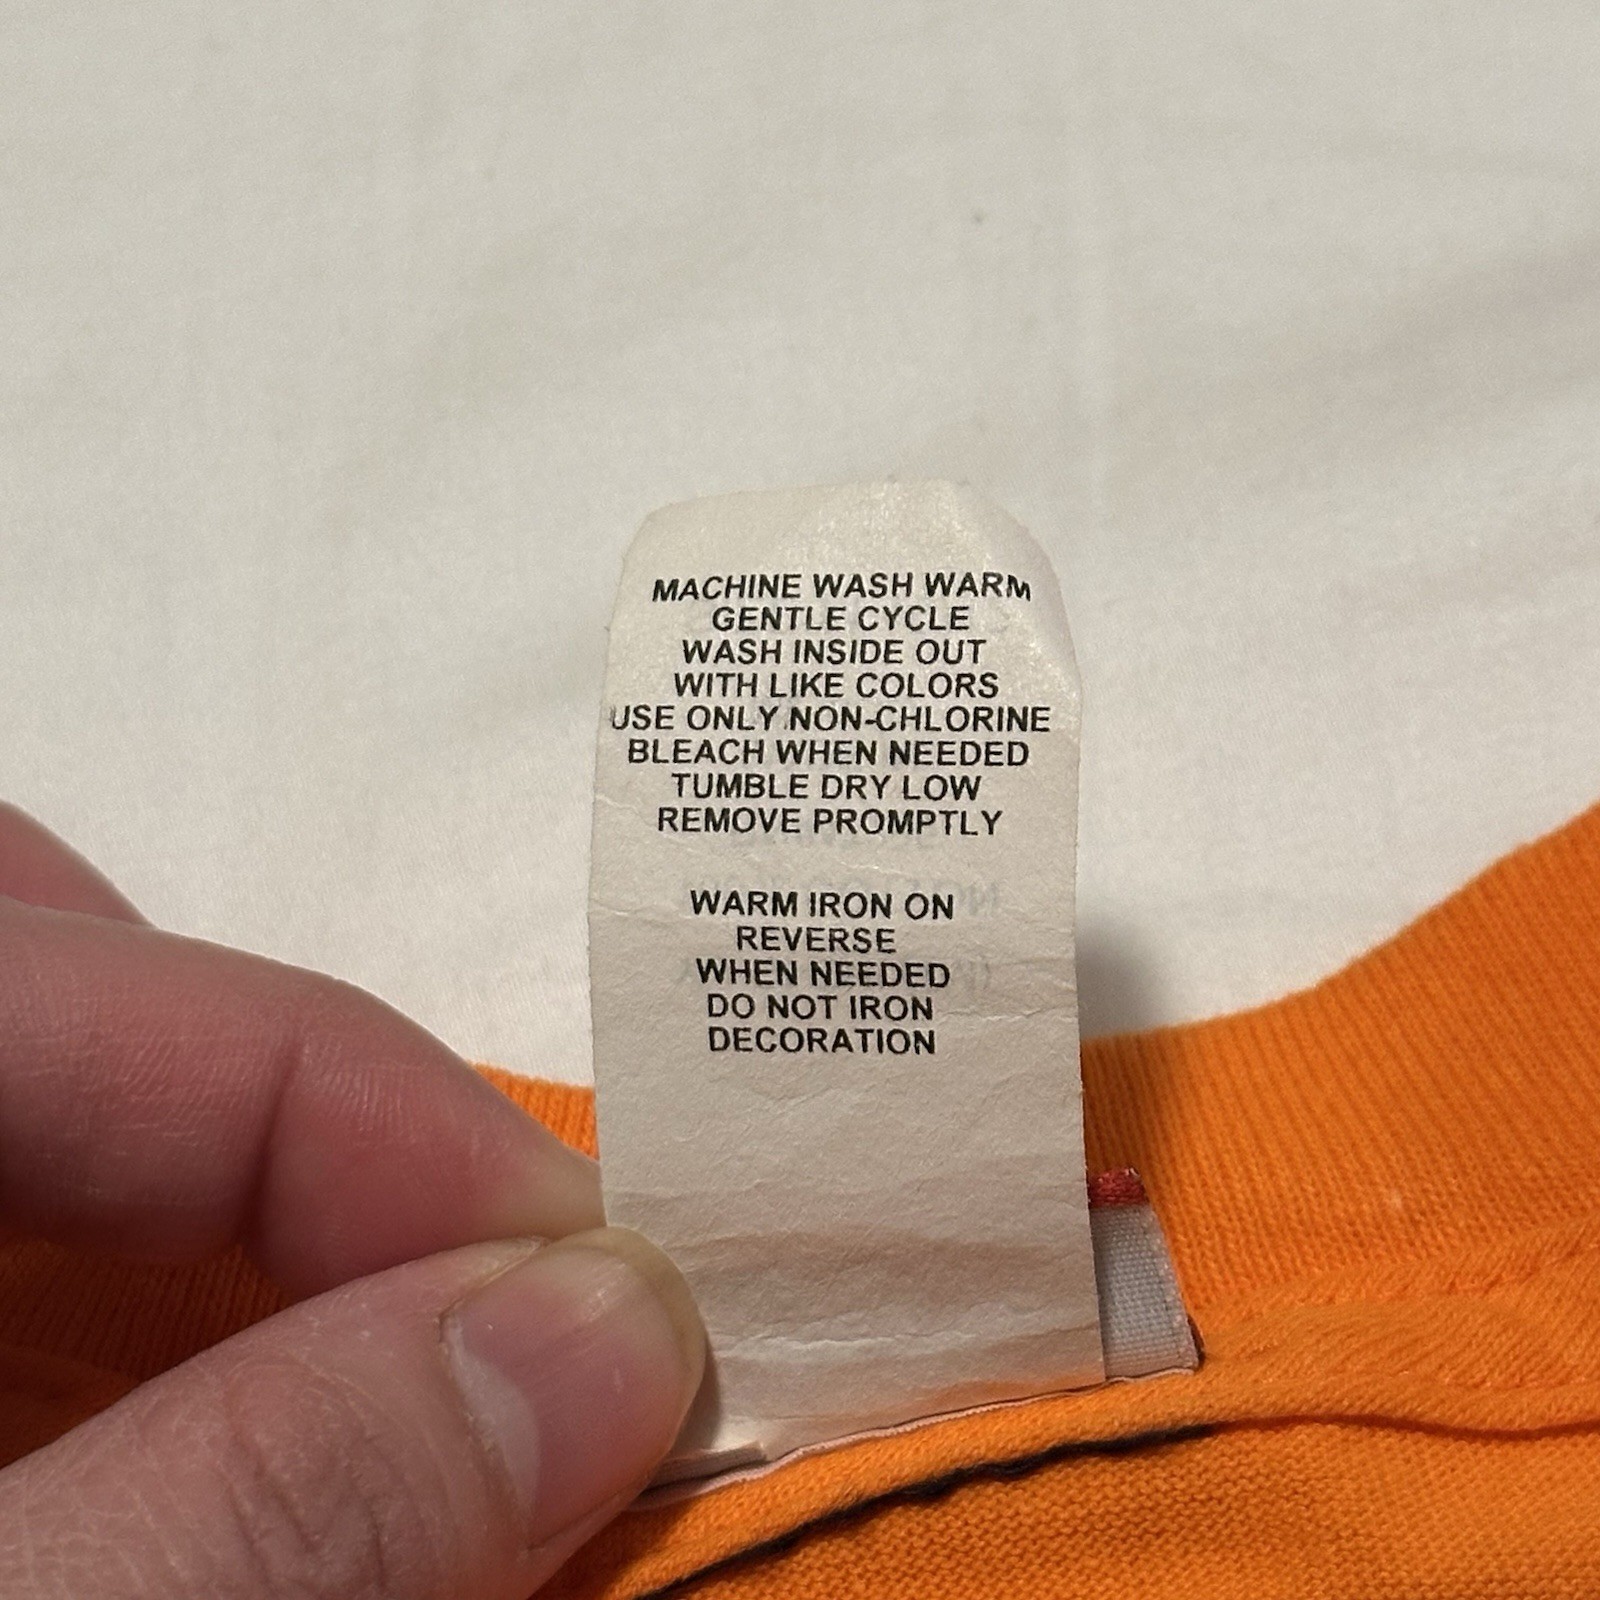 MACHINE WASH WARM
GENTLE CYCLE
WASH INSIDE OUT
WITH LIKE COLORS
USE ONLY NON-CHLORINE
BLEACH WHEN NEEDED
TUMBLE DRY LOW
REMOVE PROMPTLY
WARM IRON ON
REVERSE
WHEN NEEDED
DO NOT IRON
DECORATION